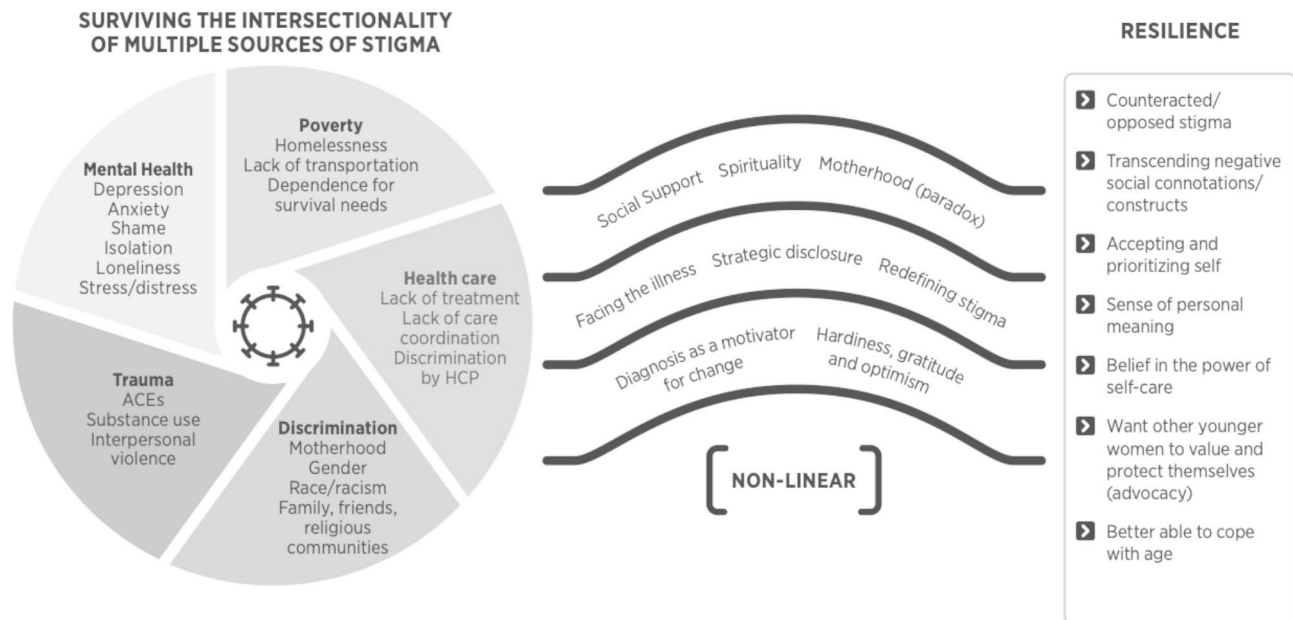 SURVIVING THE INTERSECTIONALITY
OF MULTIPLE SOURCES OF STIGMA
Poverty
Homelessness
Lack of transportation
Dependence for
survival needs
Mental Health
Depression
Anxiety
Shame
Isolation
Loneliness
Stress/distress
Health care
Lack of treatment
Lack of care
coordination
Discrimination
by HCP
Trauma
ACEs
Substance use
Interpersonal
violence
Discrimination
Motherhood
Gender
Race/racism
Family, friends,
religious
communities
Social Support
Spirituality
Motherhood (paradox)
Facing the illness
Strategic disclosure
Redefining stigma
Diagnosis as a motivator
for change
Hardiness, gratitude
and optimism
NON-LINEAR
RESILIENCE
Counteracted/
opposed stigma
Transcending negative
social connotations/
constructs
Accepting and
prioritizing self
Sense of personal
meaning
Belief in the power of
self-care
Want other younger
women to value and
protect themselves
(advocacy)
Better able to cope
with age